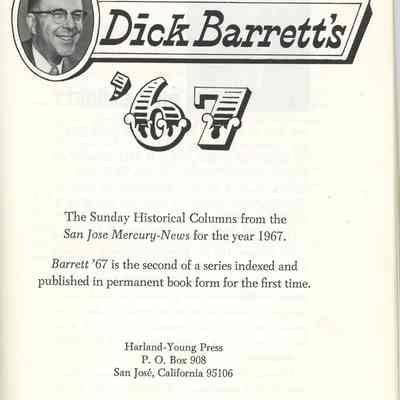 Dick Barrett's
'67
The Sunday Historical Columns from the
San Jose Mercury-News for the year 1967.
Barrett '67 is the second of a series indexed and
published in permanent book form for the first time.
Harland-Young Press
P. O. Box 908
San José, California 95106